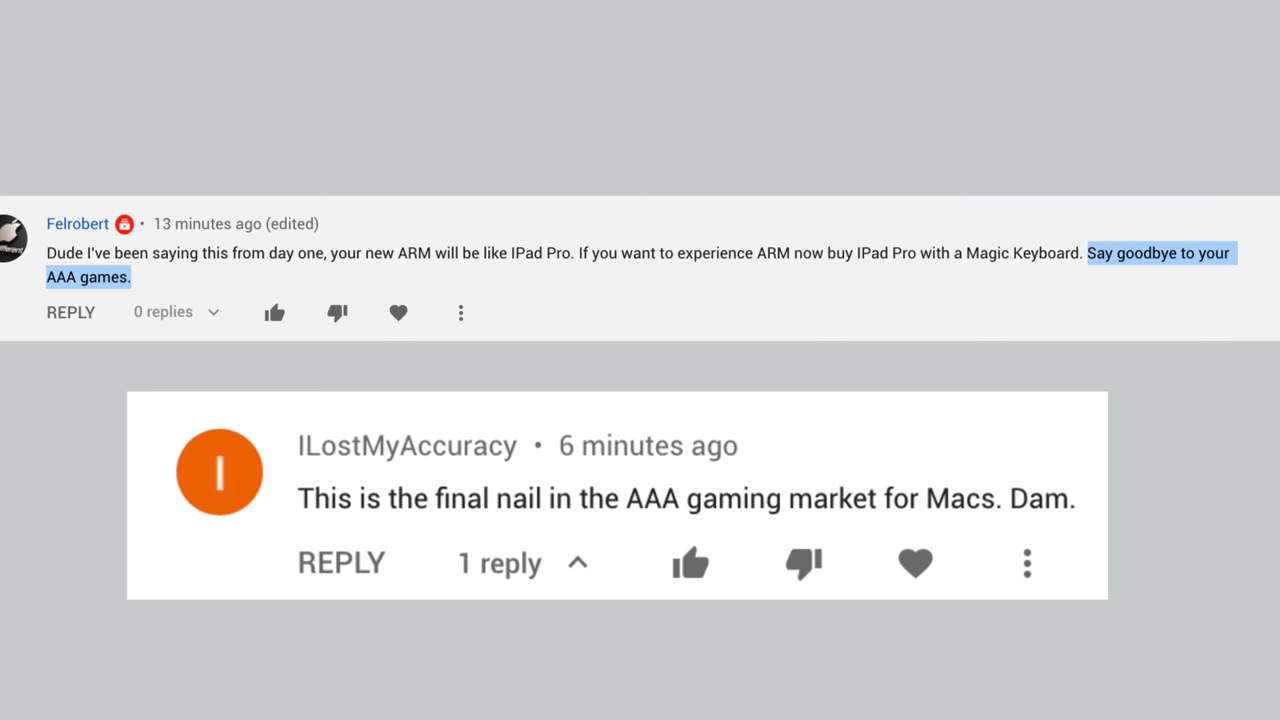 Felrobert • 13 minutes ago (edited)
Dude I've been saying this from day one, your new ARM will be like IPad Pro. If you want to experience ARM now buy IPad Pro with a Magic Keyboard. Say goodbye to your
AAA games.
REPLY 0 replies
I
ILostMyAccuracy • 6 minutes ago
This is the final nail in the AAA gaming market for Macs. Dam.
REPLY 1 reply